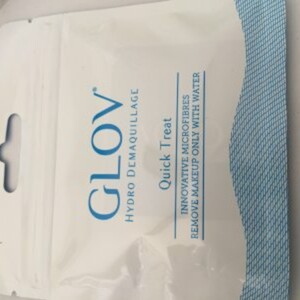 GLOV®
HYDRO DEMAQUILLAGE
Quick Treat
INNOVATIVE MICROFIBRES
REMOVE MAKEUP ONLY WITH WATER